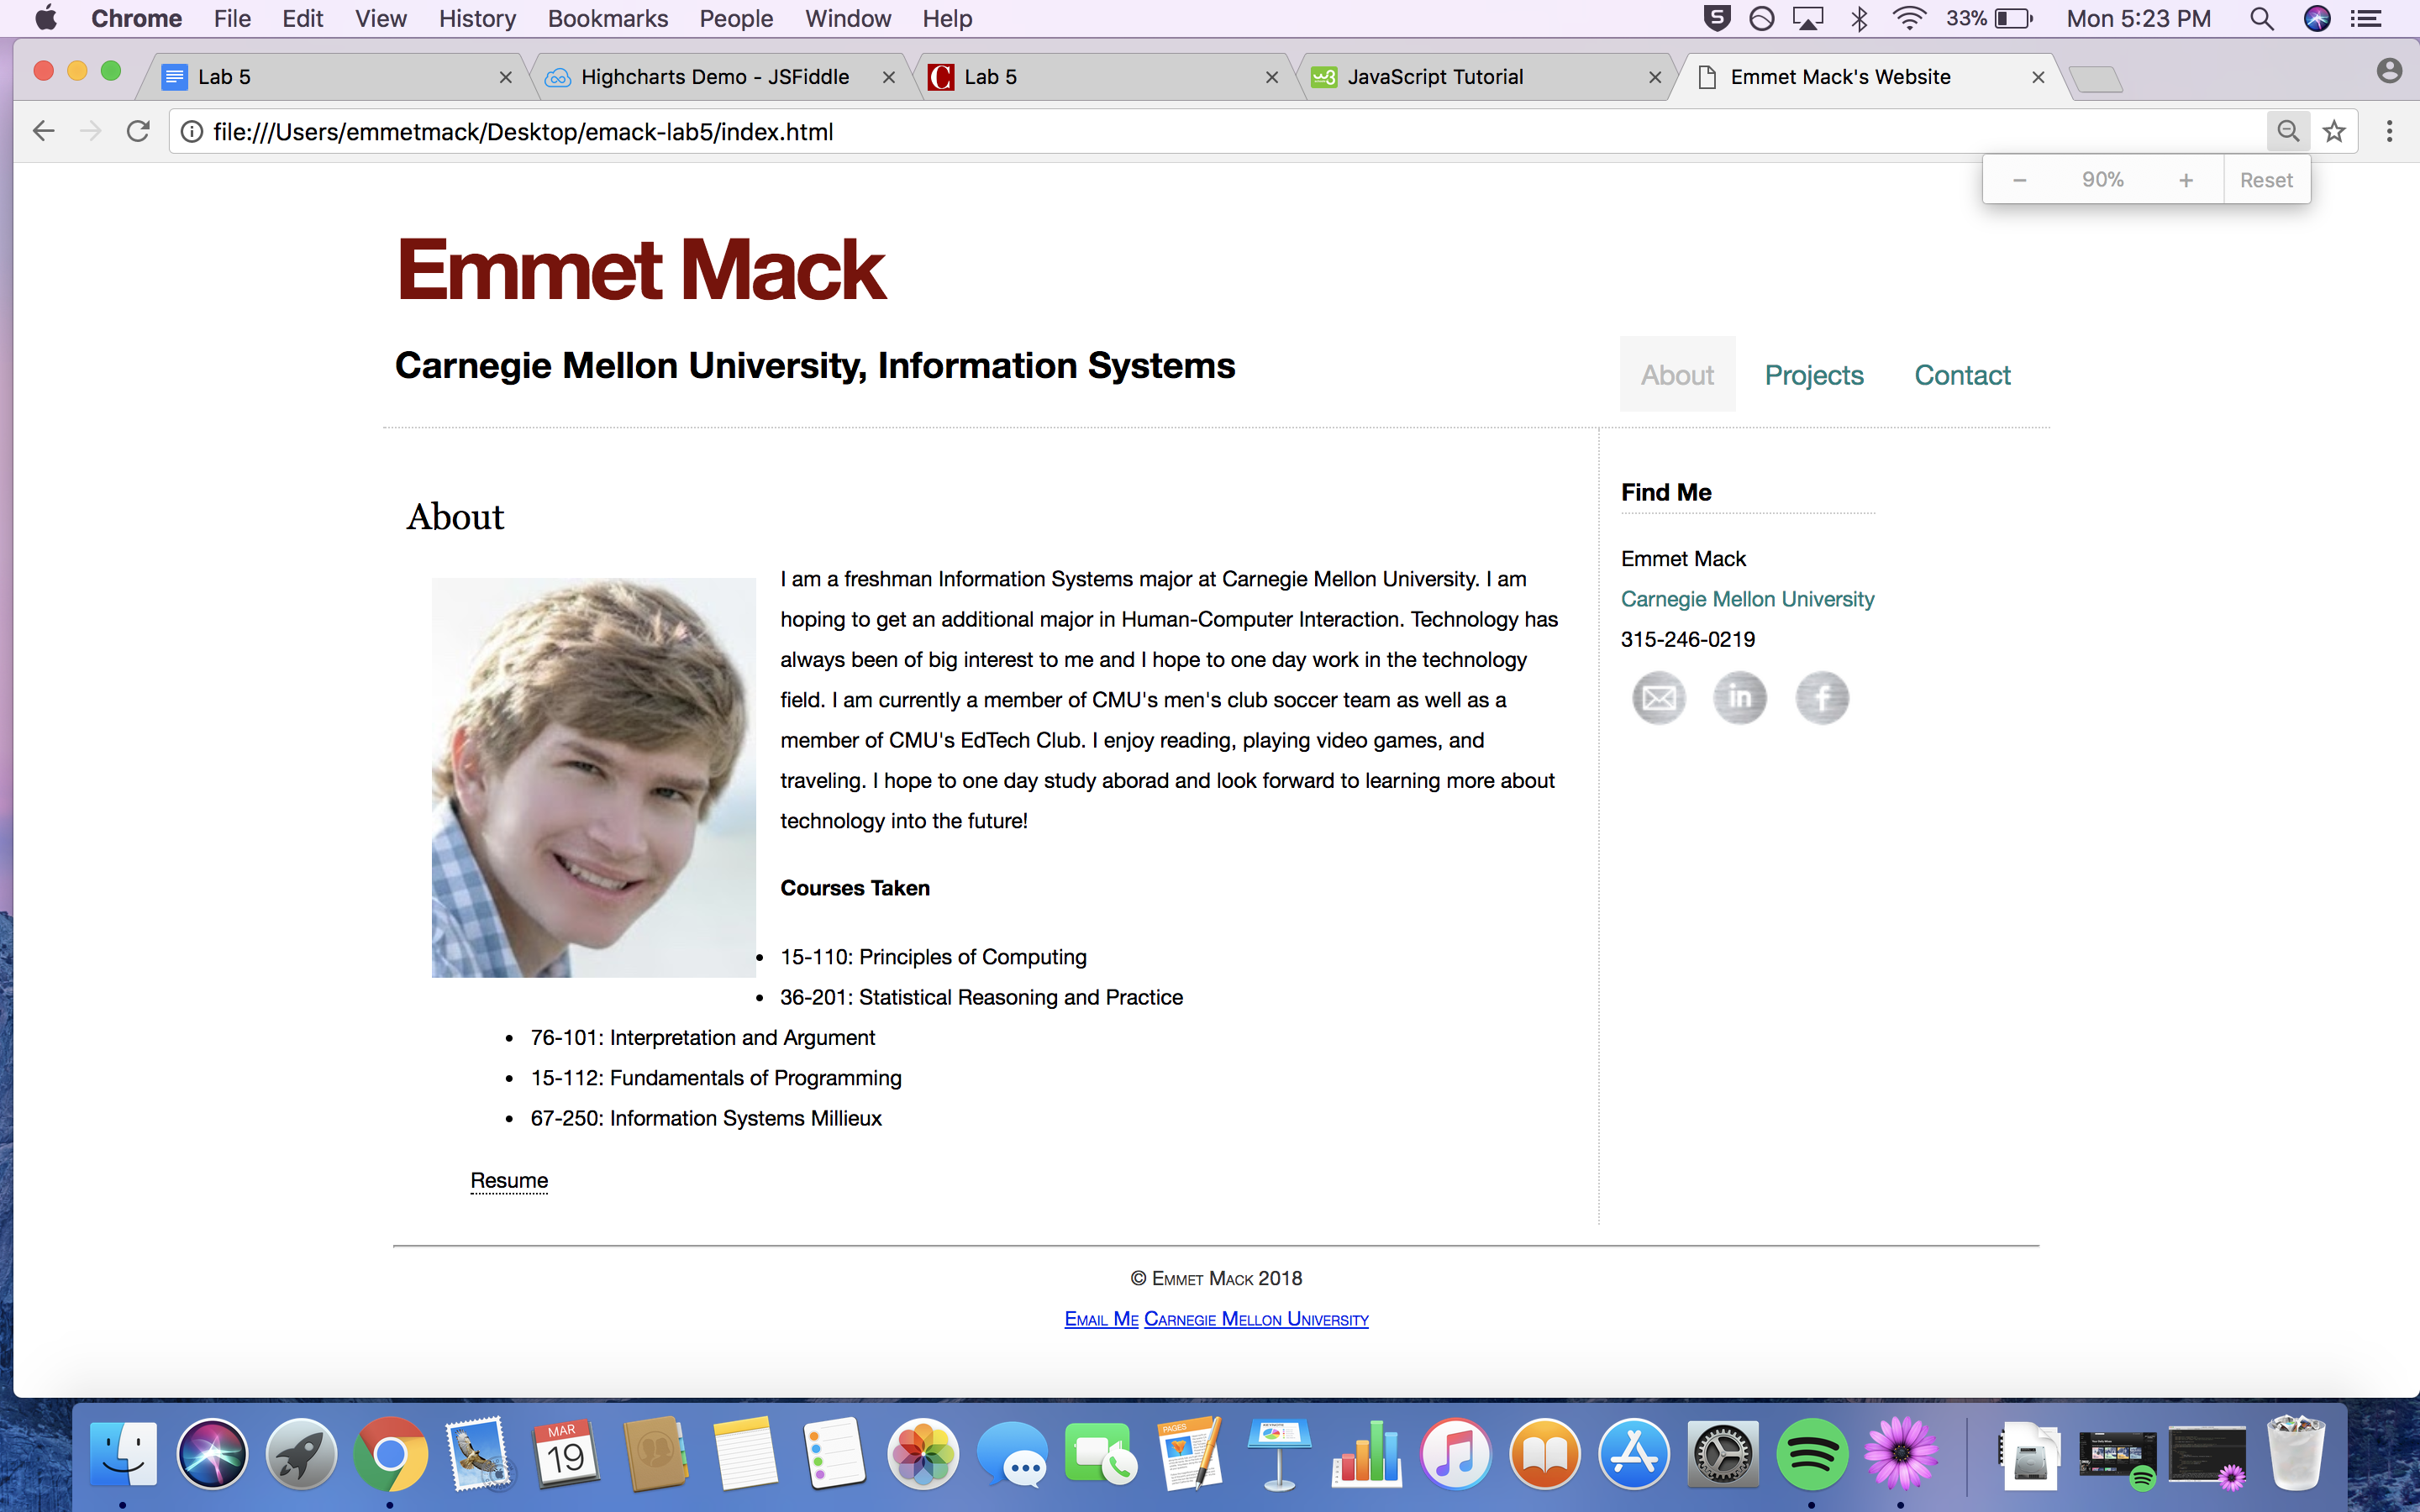 Chrome File Edit View History Bookmarks People Window Help 33% Mon 5:23 PM
Lab 5 Highcharts Demo - JSFiddle Lab 5 JavaScript Tutorial Emmet Mack's Website
file:///Users/emmetmack/Desktop/emack-lab5/index.html
− 90% + Reset
Emmet Mack
Carnegie Mellon University, Information Systems
About Projects Contact
About
I am a freshman Information Systems major at Carnegie Mellon University. I am
hoping to get an additional major in Human-Computer Interaction. Technology has
always been of big interest to me and I hope to one day work in the technology
field. I am currently a member of CMU's men's club soccer team as well as a
member of CMU's EdTech Club. I enjoy reading, playing video games, and
traveling. I hope to one day study aborad and look forward to learning more about
technology into the future!
Courses Taken
• 15-110: Principles of Computing
• 36-201: Statistical Reasoning and Practice
• 76-101: Interpretation and Argument
• 15-112: Fundamentals of Programming
• 67-250: Information Systems Millieux
Resume
Find Me
Emmet Mack
Carnegie Mellon University
315-246-0219
in f
© Emmet Mack 2018
Email Me Carnegie Mellon University
MAR
19
PAGES
KEYNOTE